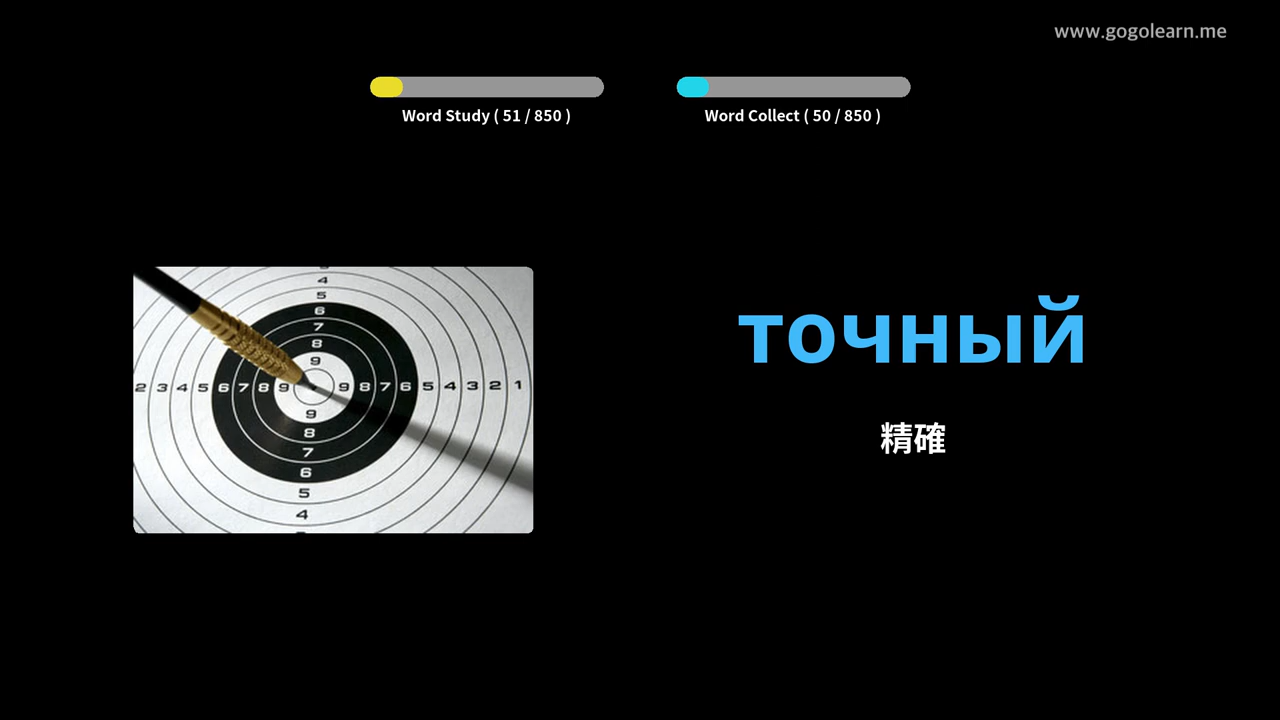 www.gogolearn.me
Word Study ( 51 / 850 )
Word Collect ( 50 / 850 )
4
5
6
7
8
9
2 3 4 5 6 7 8 9 9 8 7 6 5 4 3 2 1
9
8
7
6
5
4
точный
精確